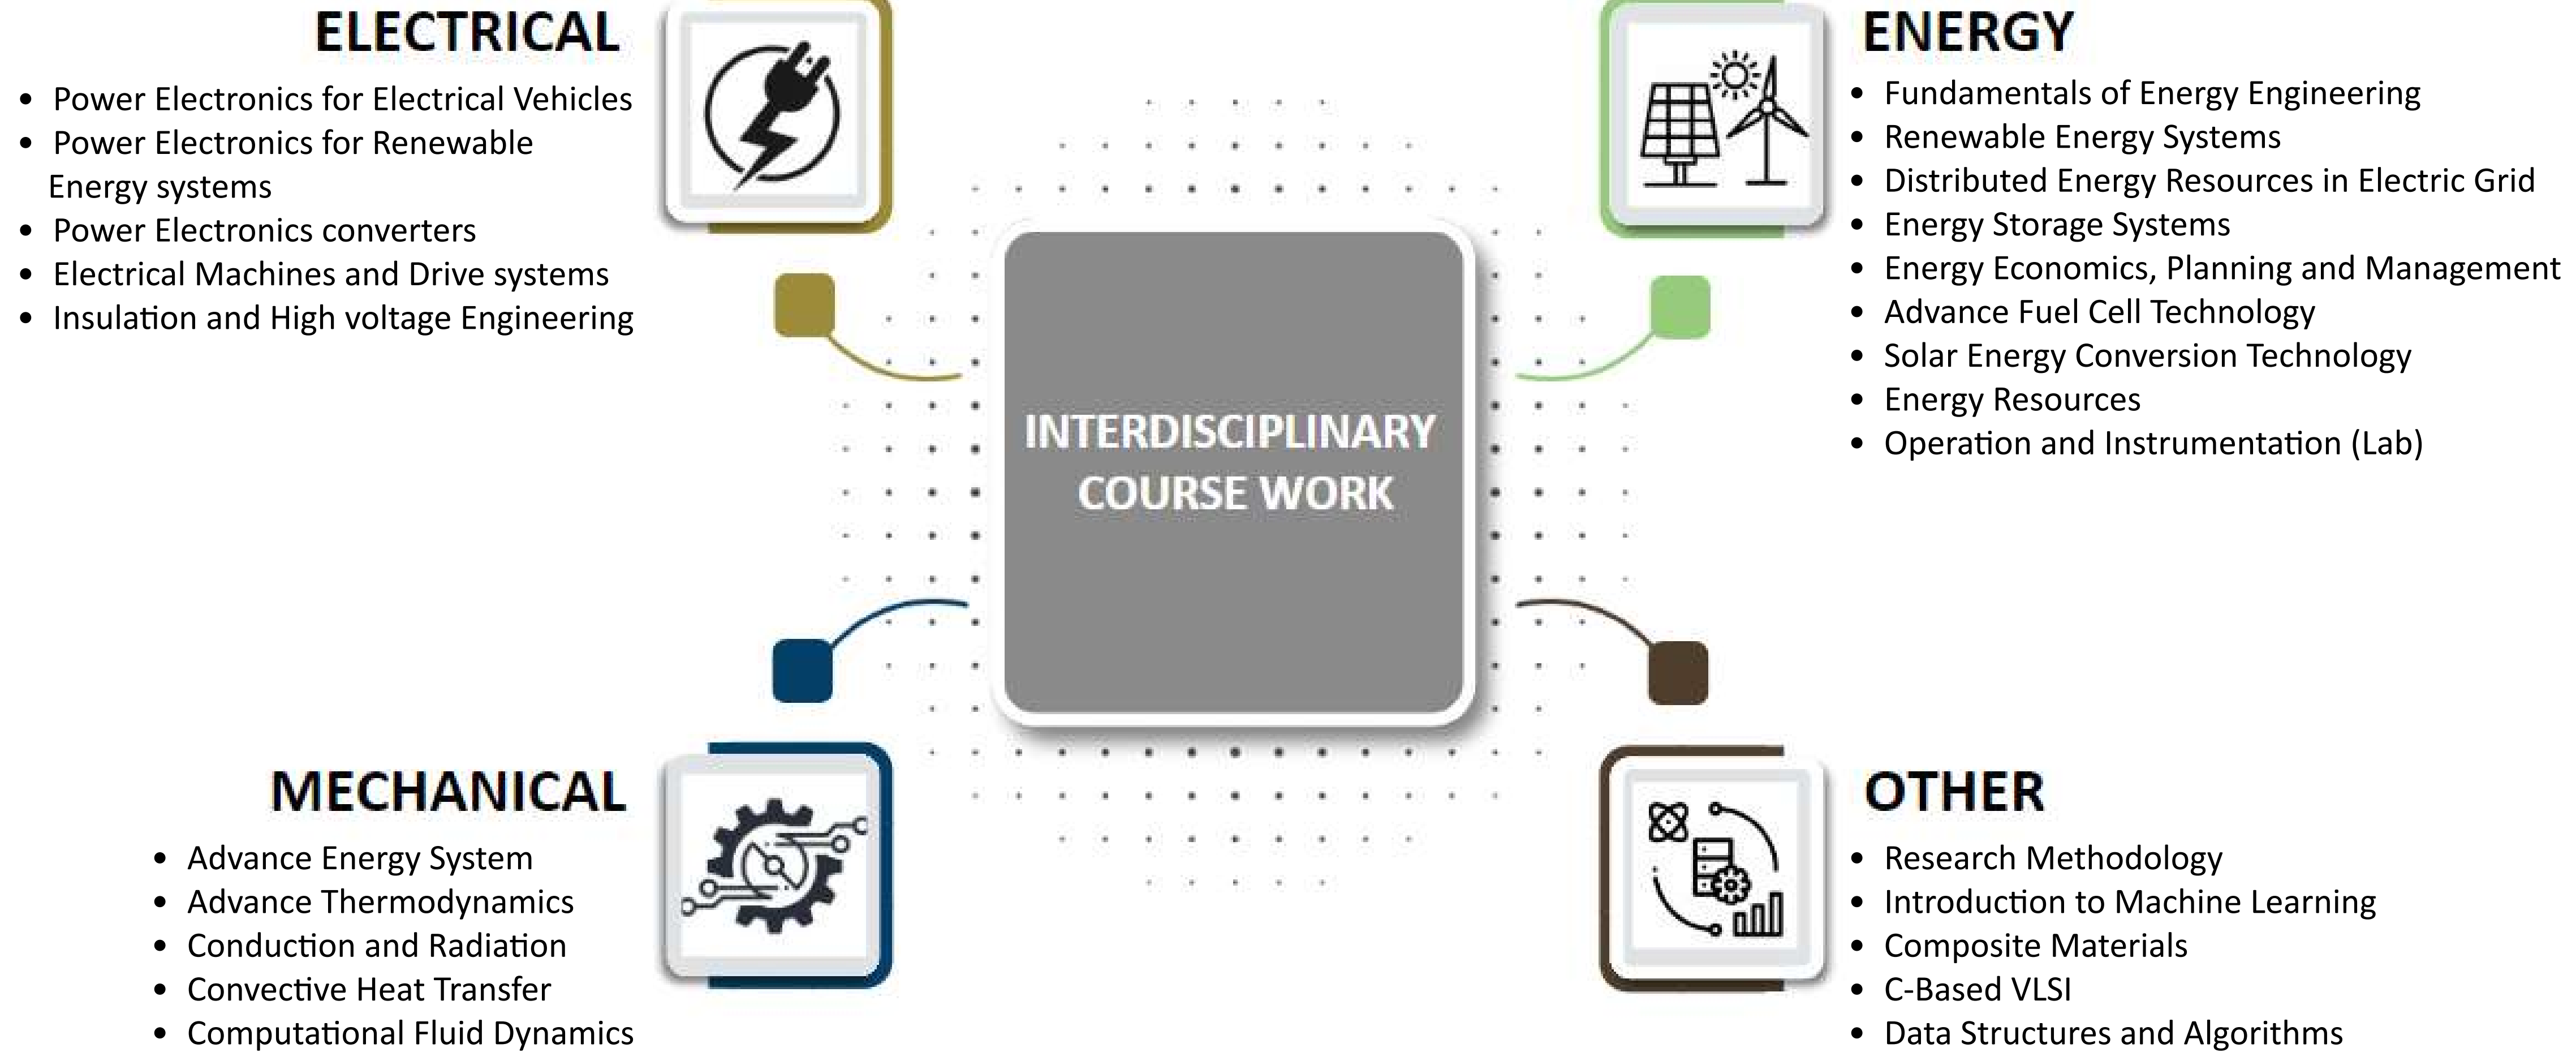 ELECTRICAL
• Power Electronics for Electrical Vehicles
• Power Electronics for Renewable
Energy systems
• Power Electronics converters
• Electrical Machines and Drive systems
• Insulation and High voltage Engineering
ENERGY
• Fundamentals of Energy Engineering
• Renewable Energy Systems
• Distributed Energy Resources in Electric Grid
• Energy Storage Systems
• Energy Economics, Planning and Management
• Advance Fuel Cell Technology
• Solar Energy Conversion Technology
• Energy Resources
• Operation and Instrumentation (Lab)
INTERDISCIPLINARY
COURSE WORK
MECHANICAL
• Advance Energy System
• Advance Thermodynamics
• Conduction and Radiation
• Convective Heat Transfer
• Computational Fluid Dynamics
OTHER
• Research Methodology
• Introduction to Machine Learning
• Composite Materials
• C-Based VLSI
• Data Structures and Algorithms